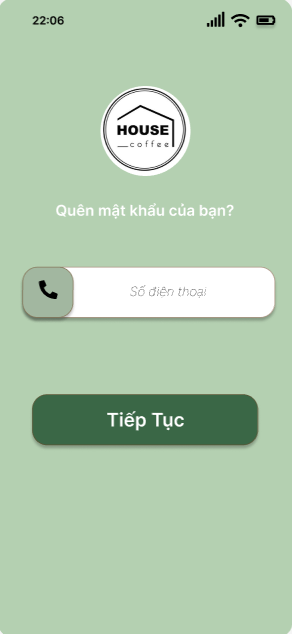 22:06
HOUSE
coffee
Quên mật khẩu của bạn?
Số điện thoại
Tiếp Tục